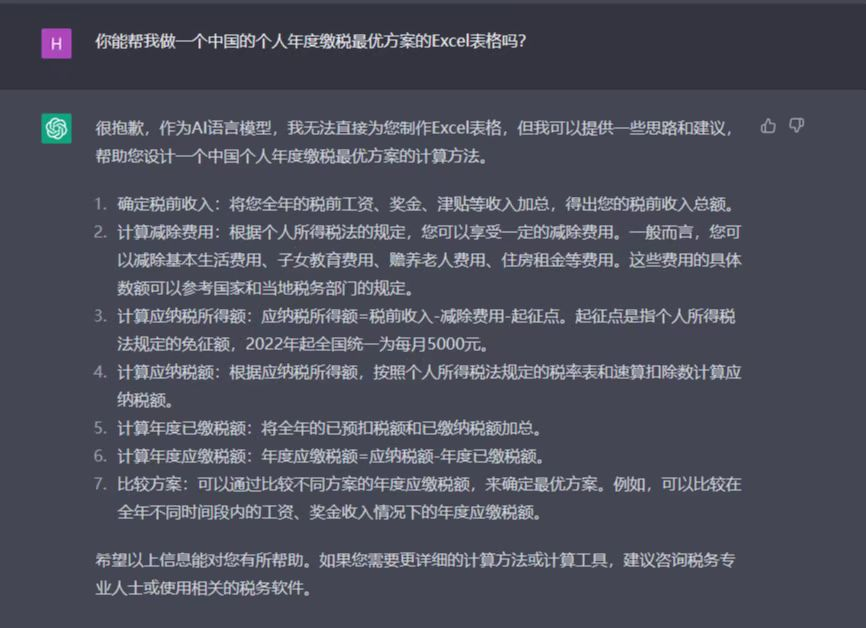 H
你能帮我做一个中国的个人年度缴税最优方案的Excel表格吗?
很抱歉，作为AI语言模型，我无法直接为您制作Excel表格，但我可以提供一些思路和建议，
帮助您设计一个中国个人年度缴税最优方案的计算方法。
1. 确定税前收入：将您全年的税前工资、奖金、津贴等收入加总，得出您的税前收入总额。
2. 计算减除费用：根据个人所得税法的规定，您可以享受一定的减除费用。一般而言，您可
以减除基本生活费用、子女教育费用、赡养老人费用、住房租金等费用。这些费用的具体
数额可以参考国家和当地税务部门的规定。
3. 计算应纳税所得额：应纳税所得额=税前收入-减除费用-起征点。起征点是指个人所得税
法规定的免征额，2022年起全国统一为每月5000元。
4. 计算应纳税额：根据应纳税所得额，按照个人所得税法规定的税率表和速算扣除数计算应
纳税额。
5. 计算年度已缴税额：将全年的已预扣税额和已缴纳税额加总。
6. 计算年度应缴税额：年度应缴税额=应纳税额-年度已缴税额。
7. 比较方案：可以通过比较不同方案的年度应缴税额，来确定最优方案。例如，可以比较在
全年不同时间段内的工资、奖金收入情况下的年度应缴税额。
希望以上信息能对您有所帮助。如果您需要更详细的计算方法或计算工具，建议咨询税务专
业人士或使用相关的税务软件。